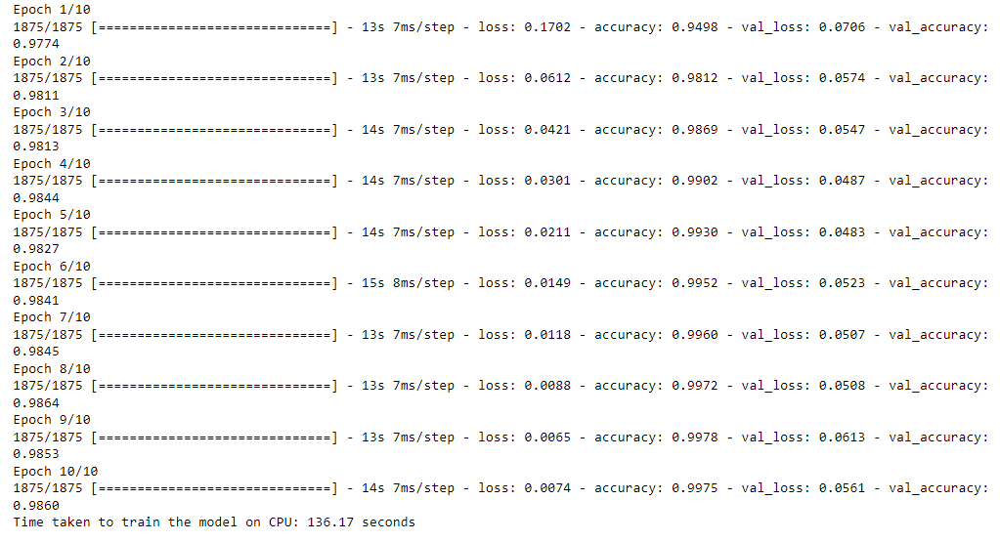 Epoch 1/10
1875/1875 [==============================] - 13s 7ms/step - loss: 0.1702 - accuracy: 0.9498 - val_loss: 0.0706 - val_accuracy:
0.9774
Epoch 2/10
1875/1875 [==============================] - 13s 7ms/step - loss: 0.0612 - accuracy: 0.9812 - val_loss: 0.0574 - val_accuracy:
0.9811
Epoch 3/10
1875/1875 [==============================] - 14s 7ms/step - loss: 0.0421 - accuracy: 0.9869 - val_loss: 0.0547 - val_accuracy:
0.9813
Epoch 4/10
1875/1875 [==============================] - 14s 7ms/step - loss: 0.0301 - accuracy: 0.9902 - val_loss: 0.0487 - val_accuracy:
0.9844
Epoch 5/10
1875/1875 [==============================] - 14s 7ms/step - loss: 0.0211 - accuracy: 0.9930 - val_loss: 0.0483 - val_accuracy:
0.9827
Epoch 6/10
1875/1875 [==============================] - 15s 8ms/step - loss: 0.0149 - accuracy: 0.9952 - val_loss: 0.0523 - val_accuracy:
0.9841
Epoch 7/10
1875/1875 [==============================] - 13s 7ms/step - loss: 0.0118 - accuracy: 0.9960 - val_loss: 0.0507 - val_accuracy:
0.9845
Epoch 8/10
1875/1875 [==============================] - 13s 7ms/step - loss: 0.0088 - accuracy: 0.9972 - val_loss: 0.0508 - val_accuracy:
0.9864
Epoch 9/10
1875/1875 [==============================] - 13s 7ms/step - loss: 0.0065 - accuracy: 0.9978 - val_loss: 0.0613 - val_accuracy:
0.9853
Epoch 10/10
1875/1875 [==============================] - 14s 7ms/step - loss: 0.0074 - accuracy: 0.9975 - val_loss: 0.0561 - val_accuracy:
0.9860
Time taken to train the model on CPU: 136.17 seconds